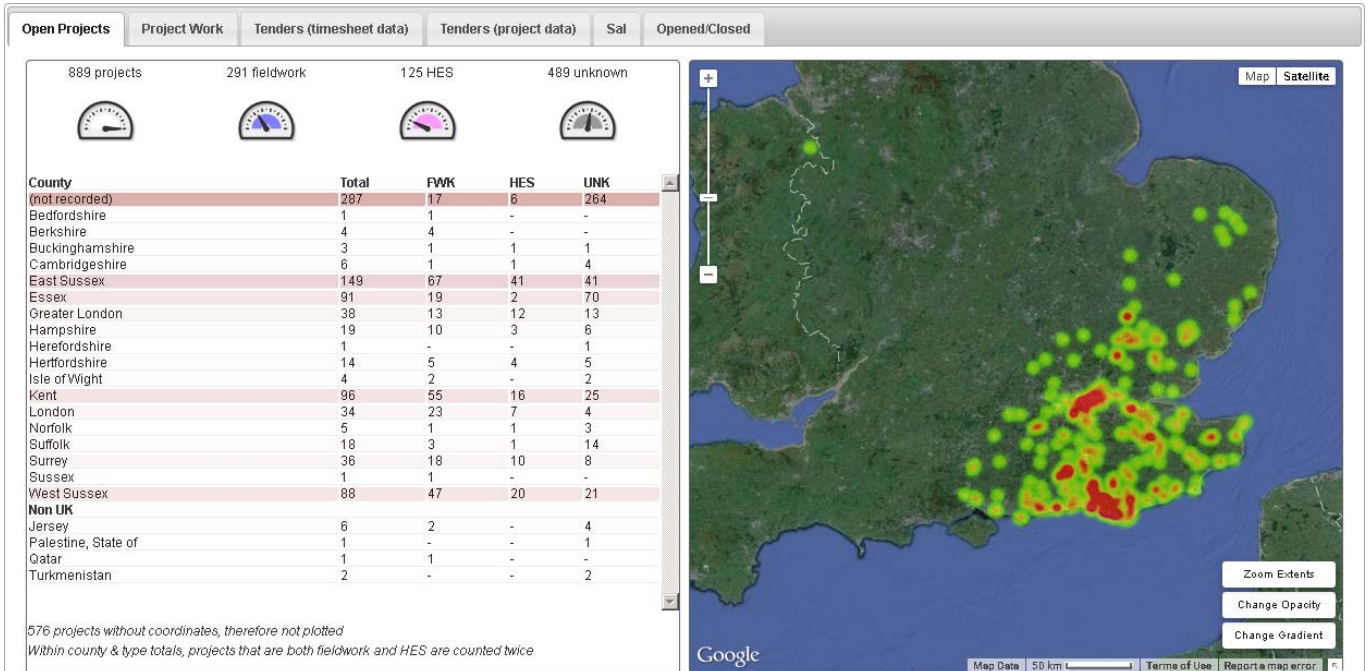 Open Projects Project Work Tenders (timesheet data) Tenders (project data) Sal Opened/Closed
889 projects 291 fieldwork 125 HES 489 unknown
County Total FWK HES UNK
(not recorded) 287 17 6 264
Bedfordshire 1 1 - -
Berkshire 4 4 - -
Buckinghamshire 3 1 1 1
Cambridgeshire 6 1 1 4
East Sussex 149 67 41 41
Essex 91 19 2 70
Greater London 38 13 12 13
Hampshire 19 10 3 6
Herefordshire 1 - - 1
Hertfordshire 14 5 4 5
Isle of Wight 4 2 - 2
Kent 96 55 16 25
London 34 23 7 4
Norfolk 5 1 1 3
Suffolk 18 3 1 14
Surrey 36 18 10 8
Sussex 1 1 - -
West Sussex 88 47 20 21
Non UK
Jersey 6 2 - 4
Palestine, State of 1 - - 1
Qatar 1 1 - -
Turkmenistan 2 - - 2
576 projects without coordinates, therefore not plotted
Within county & type totals, projects that are both fieldwork and HES are counted twice
Map Satellite
Zoom Extents
Change Opacity
Change Gradient
Google
Map Data 50 km Terms of Use Report a map error